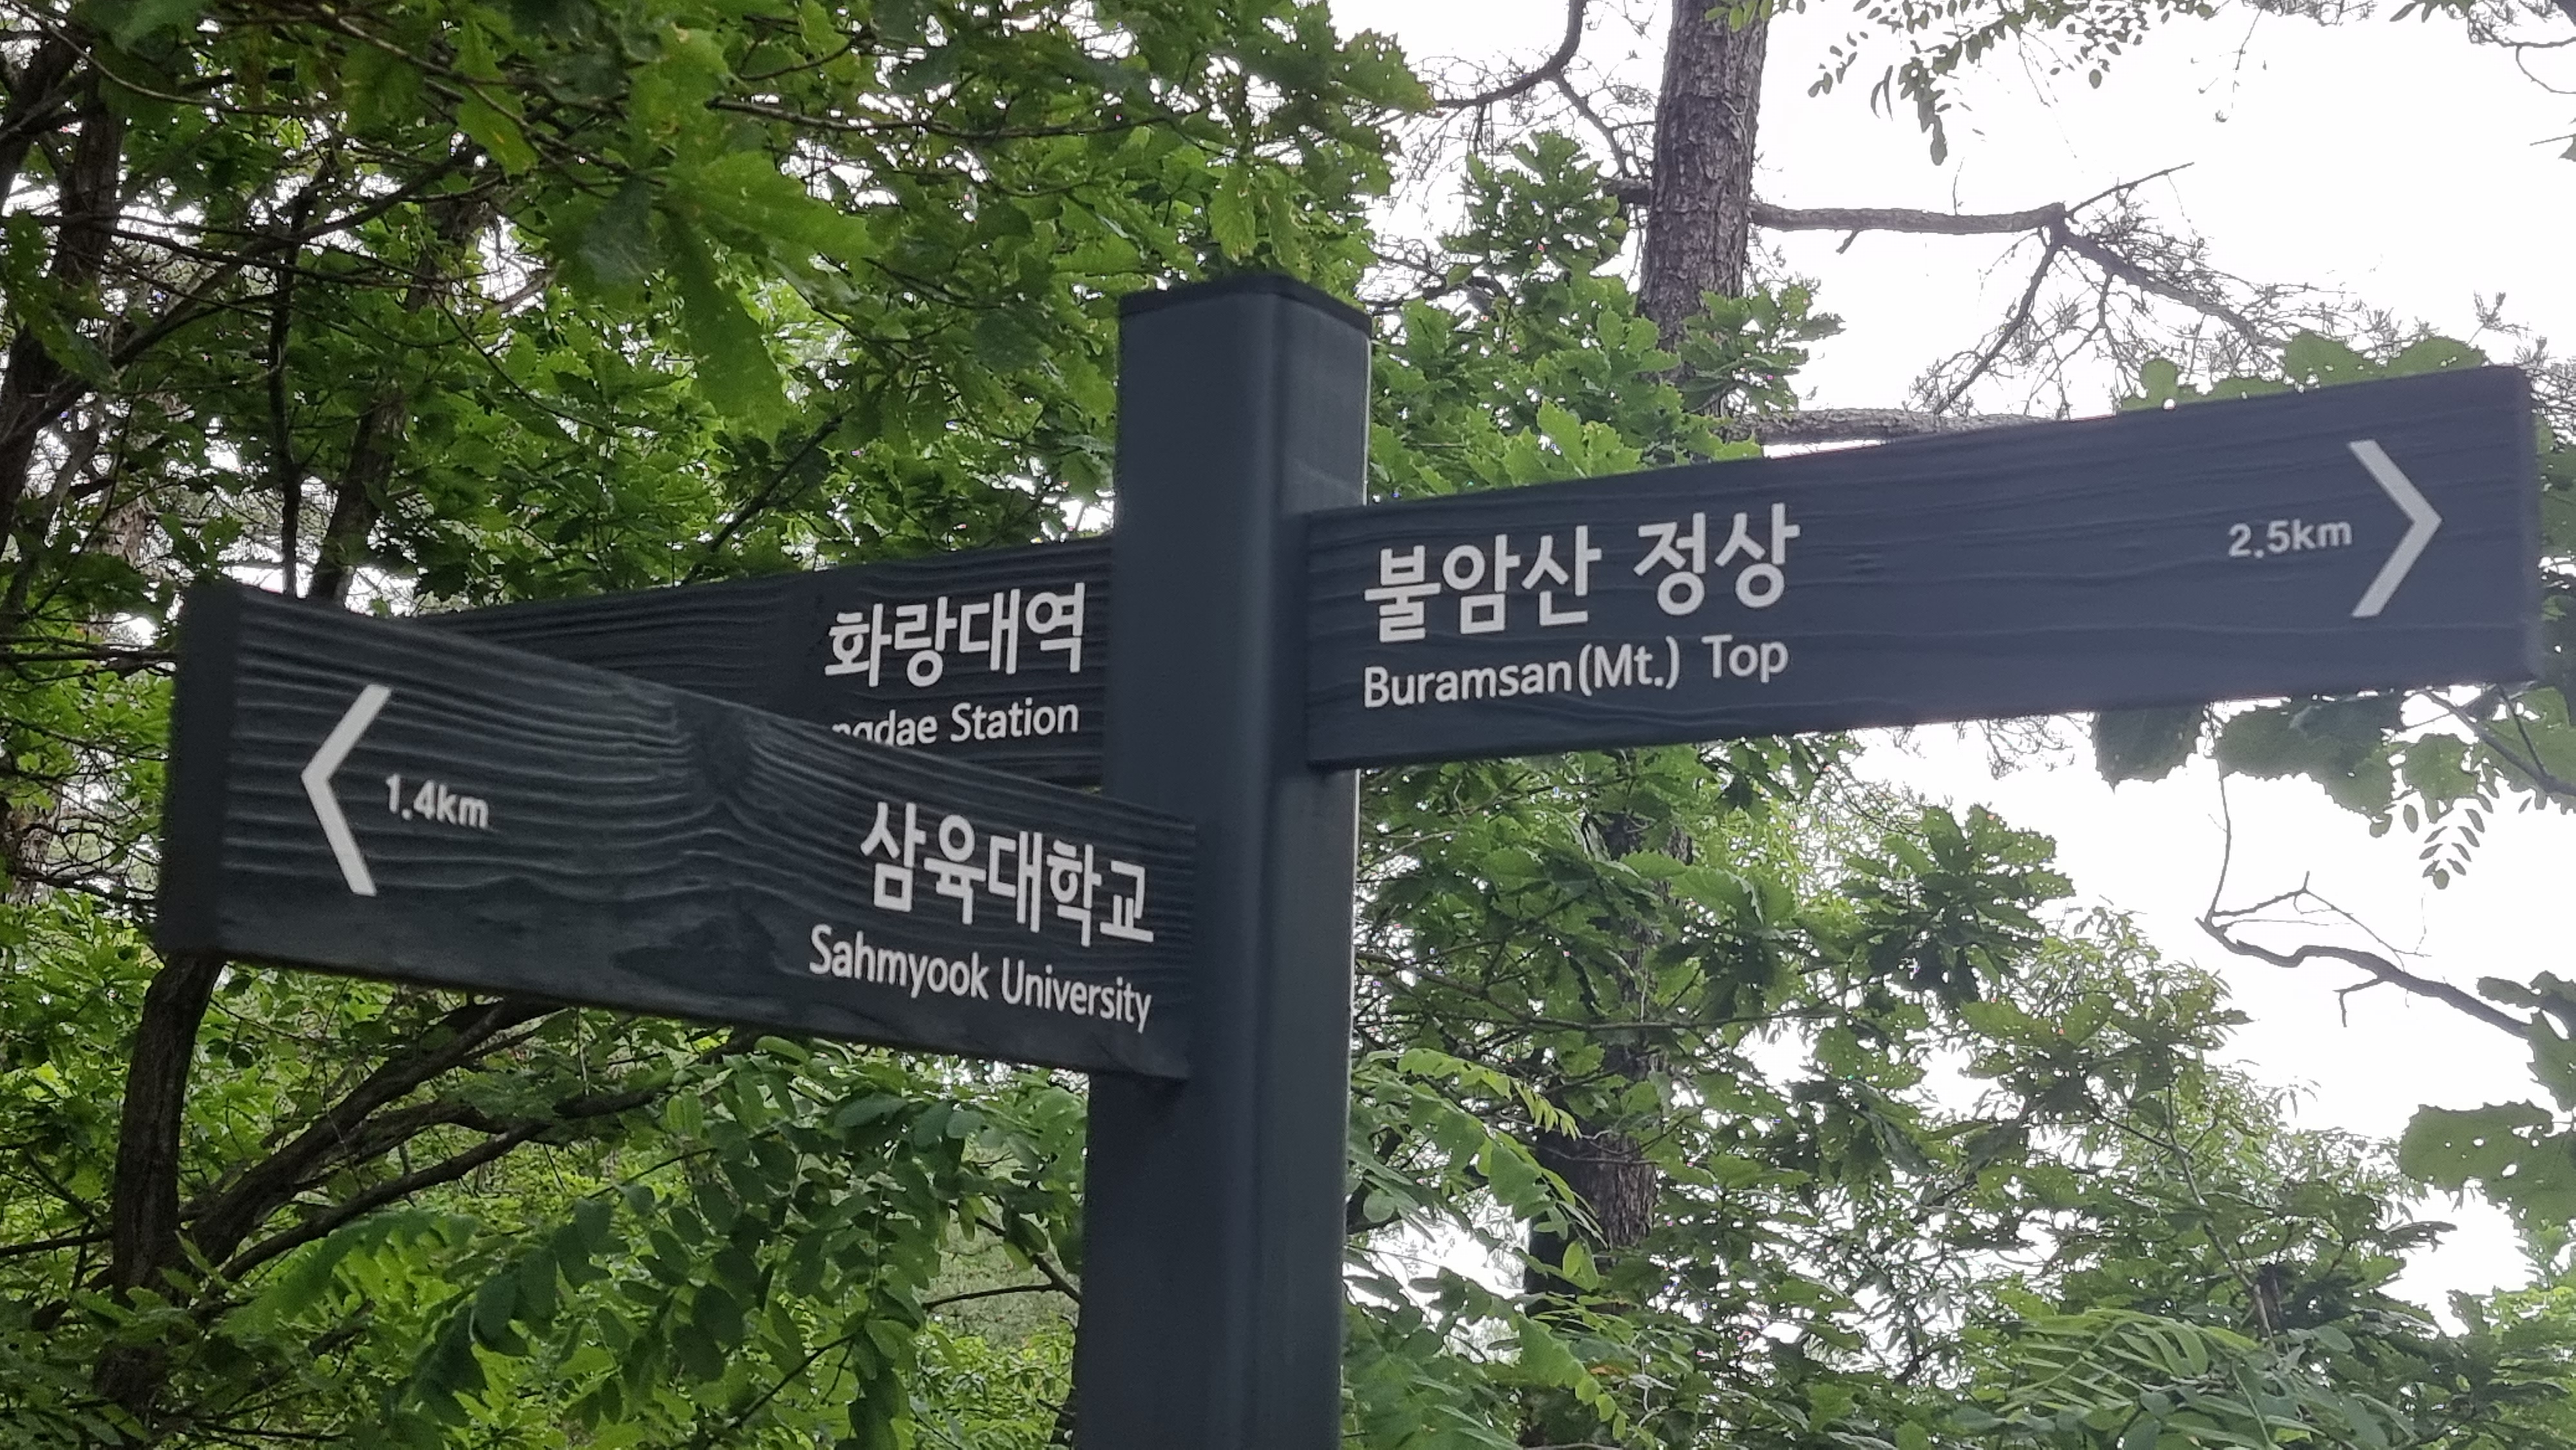 화랑대역
Station
불암산 정상
Buramsan(Mt.) Top
2.5km
1.4km
삼육대학교
Sahmyook University